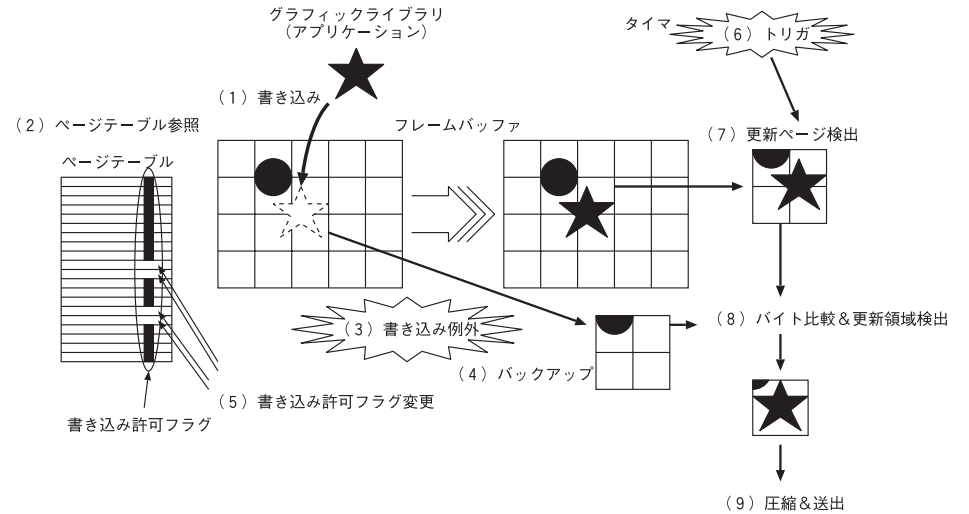 グラフィックライブラリ
（アプリケーション）
タイマ
（6）トリガ
（1）書き込み
（2）ページテーブル参照
フレームバッファ
（7）更新ページ検出
ページテーブル
（3）書き込み例外
（8）バイト比較＆更新領域検出
（4）バックアップ
（5）書き込み許可フラグ変更
書き込み許可フラグ
（9）圧縮＆送出